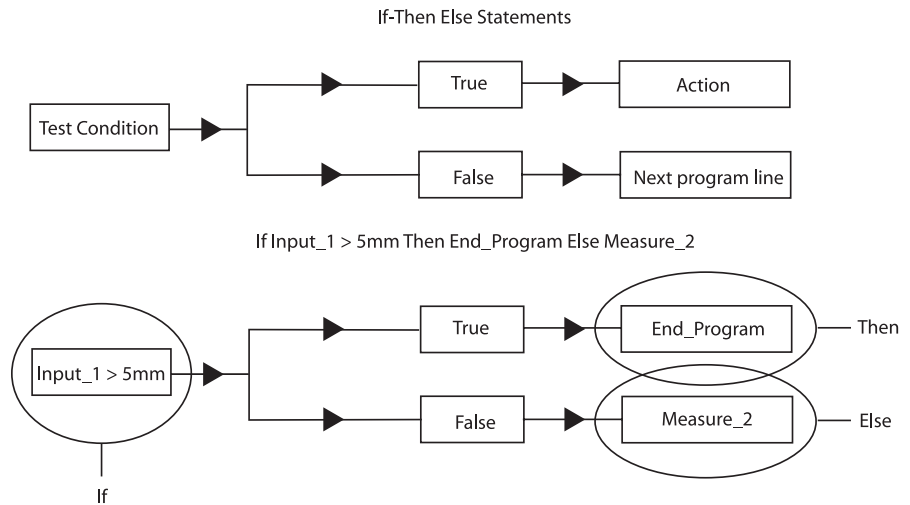 If-Then Else Statements
True
Action
Test Condition
False
Next program line
If Input_1 > 5mm Then End_Program Else Measure_2
True
End_Program
Then
Input_1 > 5mm
False
Measure_2
Else
If